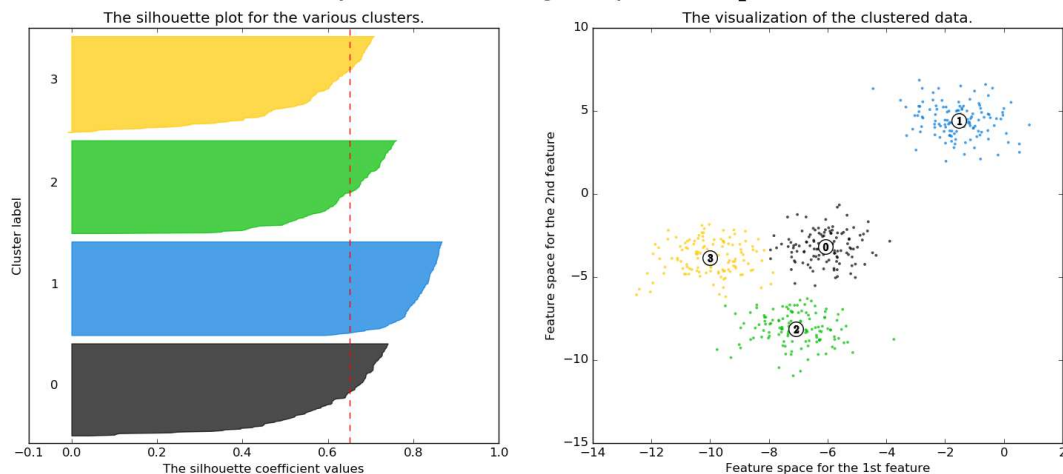 The silhouette plot for the various clusters.
Cluster label
3
2
1
0
−0.1 0.0 0.2 0.4 0.6 0.8 1.0
The silhouette coefficient values
The visualization of the clustered data.
Feature space for the 2nd feature
10
5
0
−5
−10
−15
1
0
3
2
−14 −12 −10 −8 −6 −4 −2 0 2
Feature space for the 1st feature